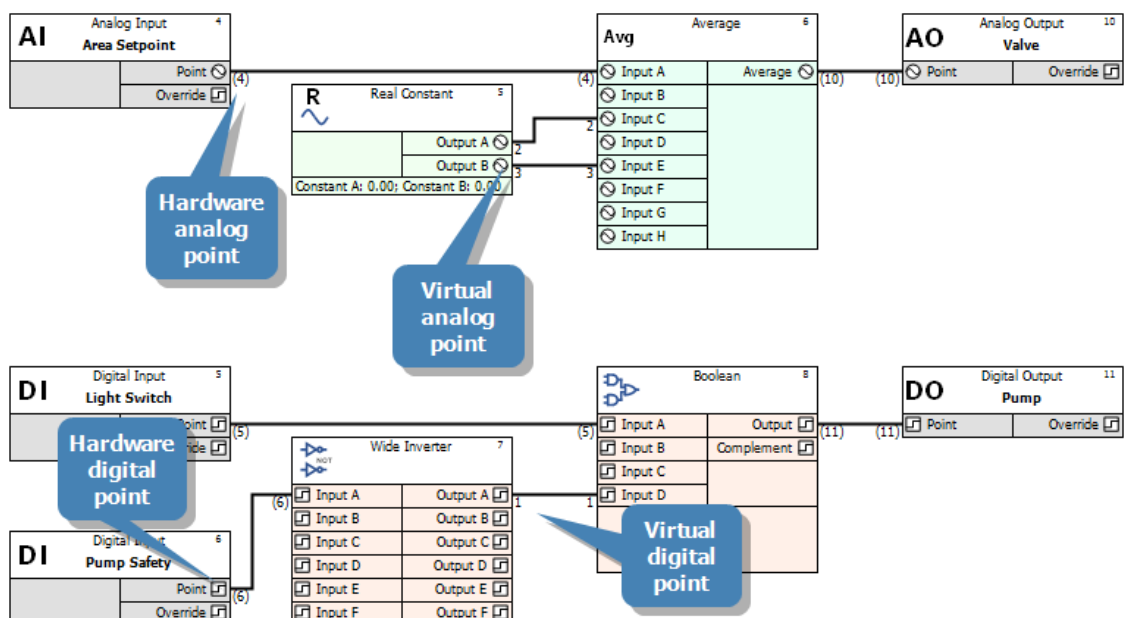 AI
Analog Input 4
Area Setpoint
Point
(4)
Override
Hardware
analog
point
R
Real Constant 5
Output A
2
Output B
3
Constant A: 0.00; Constant B: 0.00
Virtual
analog
point
Avg
Average 6
(4)
Input A
Average
(10)
Input B
2
Input C
Input D
3
Input E
Input F
Input G
Input H
AO
Analog Output 10
Valve
(10)
Point
Override
DI
Digital Input 5
Light Switch
Point
(5)
Hardware
digital
point
DI
6
Pump Safety
Point
(6)
Override
NOT
Wide Inverter 7
(6)
Input A
Output A
1
Input B
Output B
Input C
Output C
Input D
Output D
Input E
Output E
Input F
Output F
Boolean 8
(5)
Input A
Output
(11)
Input B
Complement
Input C
1
Input D
Virtual
digital
point
DO
Digital Output 11
Pump
(11)
Point
Override